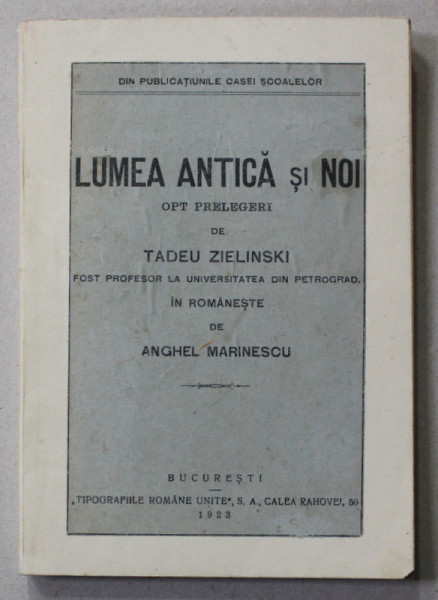 DIN PUBLICAȚIUNILE CASEI ȘCOALELOR
LUMEA ANTICĂ ȘI NOI
OPT PRELEGERI
DE
TADEU ZIELINSKI
FOST PROFESOR LA UNIVERSITATEA DIN PETROGRAD.
ÎN ROMÂNEȘTE
DE
ANGHEL MARINESCU
BUCUREȘTI
„TIPOGRAFIILE ROMÂNE UNITE", S. A., CALEA RAHOVEI, 50
1923